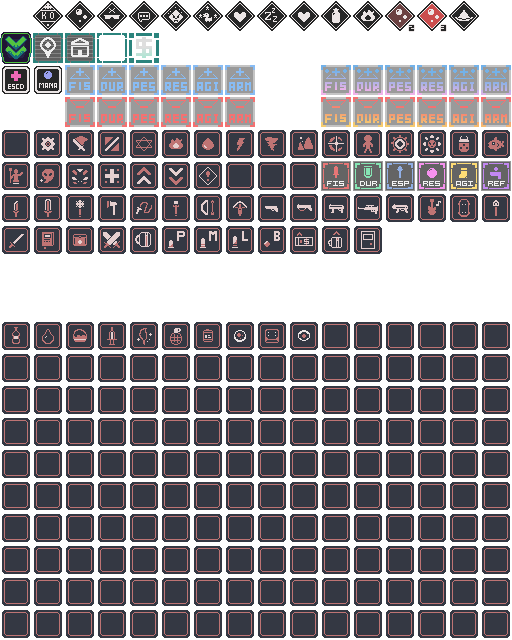 KO ZZ 2 3
$
ESCD MANA FIS DUR PES RES AGI ARM FIS DUR PES RES AGI ARM
FIS DUR PES RES AGI ARM FIS DUR PES RES AGI ARM
FIS DUR ESP RES AGI REF
P M L B $